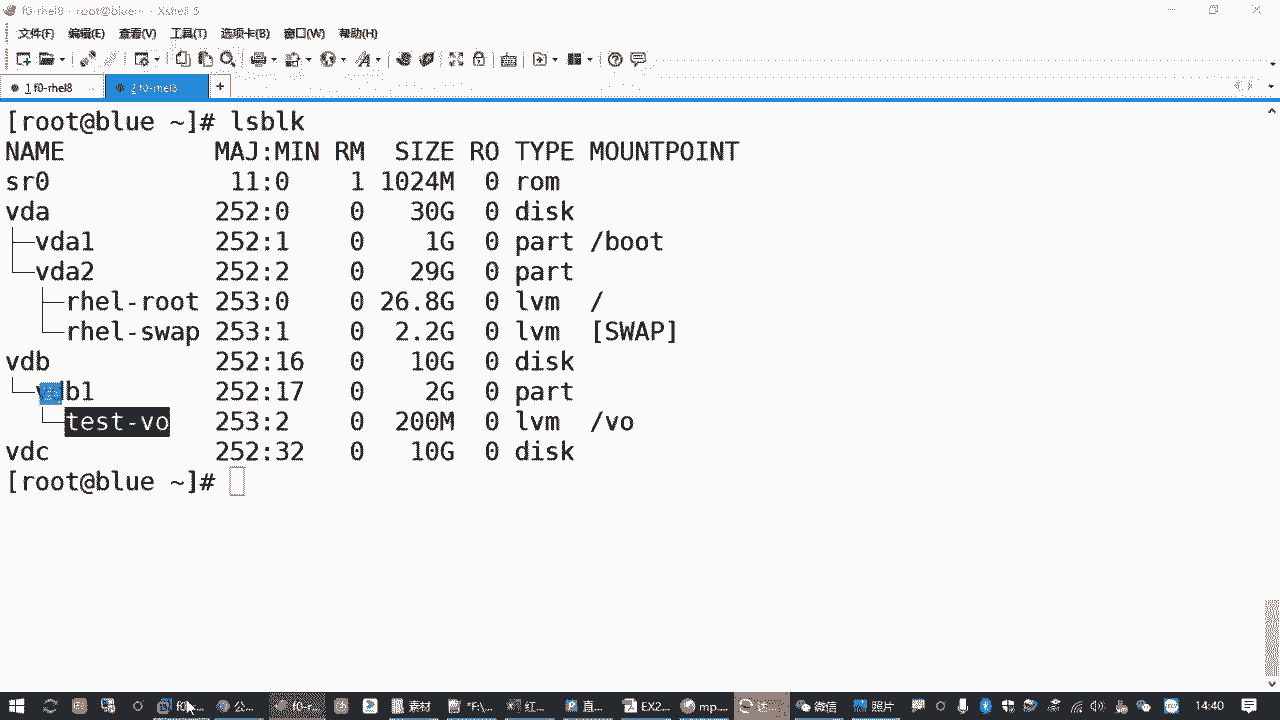 f0-rhel8 - root@blue:~ - Xshell 5
文件(F) 编辑(E) 查看(V) 工具(T) 选项卡(B) 窗口(W) 帮助(H)
1 f0-rhel8 2 f0-rhel8 +
[root@blue ~]# lsblk
NAME MAJ:MIN RM SIZE RO TYPE MOUNTPOINT
sr0 11:0 1 1024M 0 rom
vda 252:0 0 30G 0 disk
├─vda1 252:1 0 1G 0 part /boot
└─vda2 252:2 0 29G 0 part
├─rhel-root 253:0 0 26.8G 0 lvm /
└─rhel-swap 253:1 0 2.2G 0 lvm [SWAP]
vdb 252:16 0 10G 0 disk
└─vdb1 252:17 0 2G 0 part
└─test-vo 253:2 0 200M 0 lvm /vo
vdc 252:32 0 10G 0 disk
[root@blue ~]#
公... f0-r... 素材 *F:\... 红... 直... EX2... mp... 微信 照片 14:40